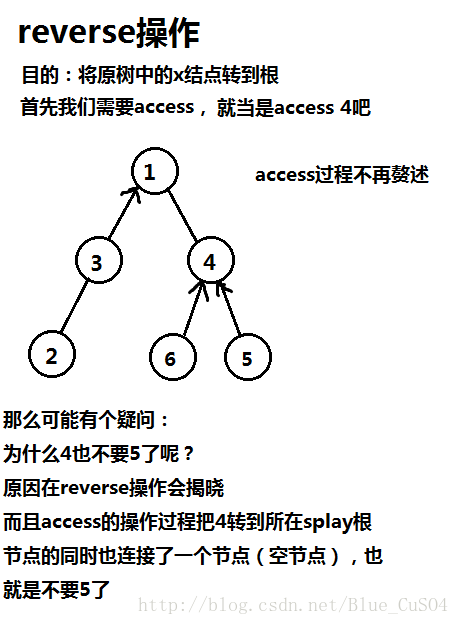 reverse操作
目的：将原树中的x结点转到根
首先我们需要access，就当是access 4吧
1
access过程不再赘述
3
4
2
6
5
那么可能有个疑问：
为什么4也不要5了呢？
原因在reverse操作会揭晓
而且access的操作过程把4转到所在splay根
节点的同时也连接了一个节点（空节点），也
就是不要5了
http://blog.csdn.net/Blue_CuSO4